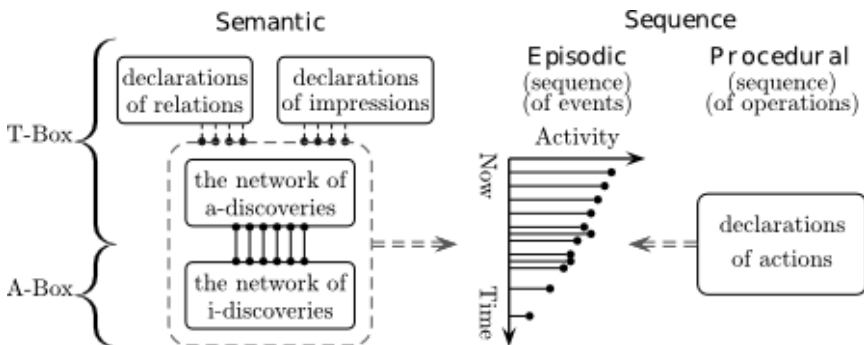 Semantic
Sequence
declarations
of relations
declarations
of impressions
Episodic
(sequence)
(of events)
Procedural
(sequence)
(of operations)
T-Box
Activity
Now
the network of
a-discoveries
declarations
of actions
A-Box
the network of
i-discoveries
Time